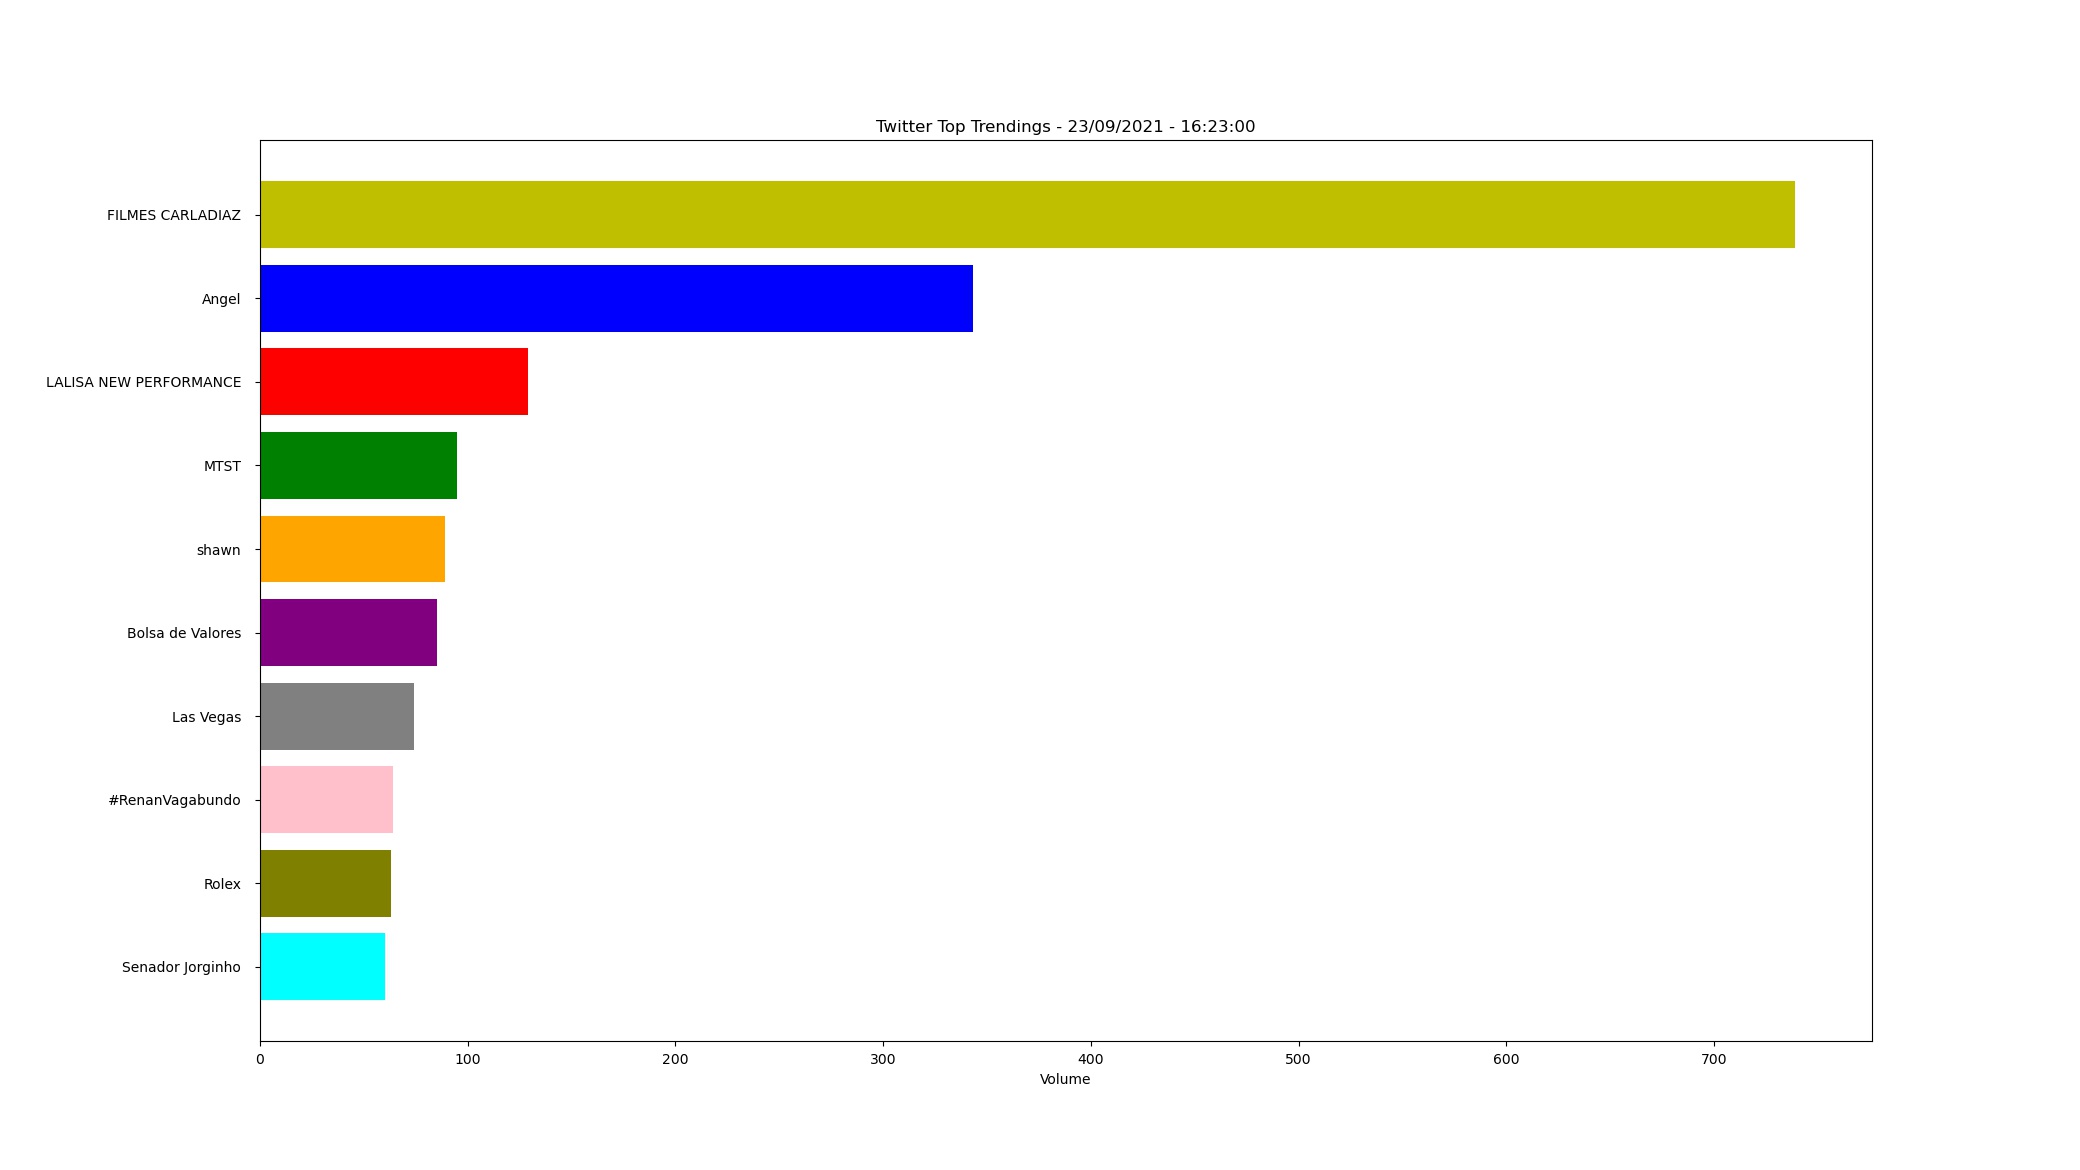 Twitter Top Trendings - 23/09/2021 - 16:23:00
FILMES CARLADIAZ
Angel
LALISA NEW PERFORMANCE
MTST
shawn
Bolsa de Valores
Las Vegas
#RenanVagabundo
Rolex
Senador Jorginho
0 100 200 300 400 500 600 700
Volume